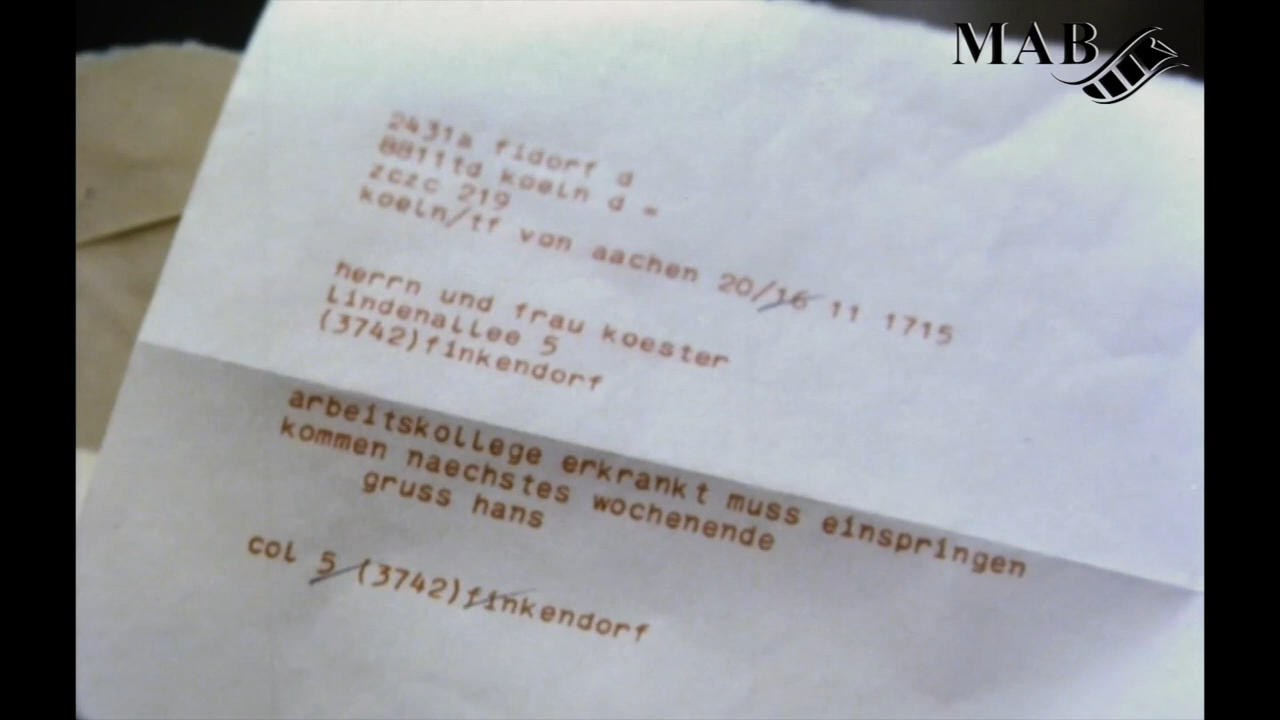 MAB
2431a fidorf d
8811td koeln d =
zczc 219
koeln/tf von aachen 20/16 11 1715
herrn und frau koester
lindenallee 5
(3742)finkendorf
arbeitskollege erkrankt muss einspringen
kommen naechstes wochenende
gruss hans
col 5 (3742)finkendorf